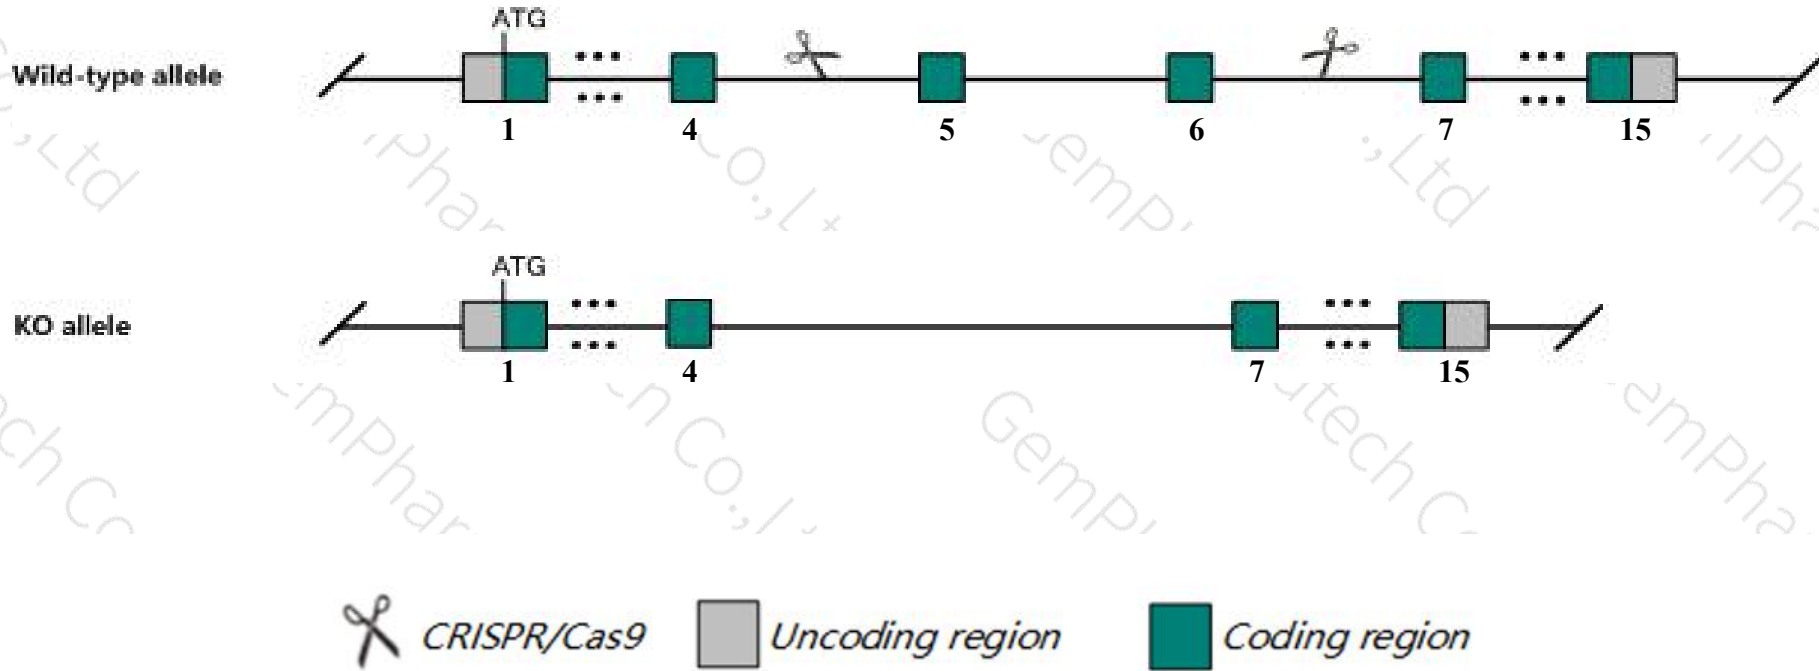 ATG
Wild-type allele
1 4 5 6 7 15
ATG
KO allele
1 4 7 15
CRISPR/Cas9 Uncoding region Coding region
GemPl